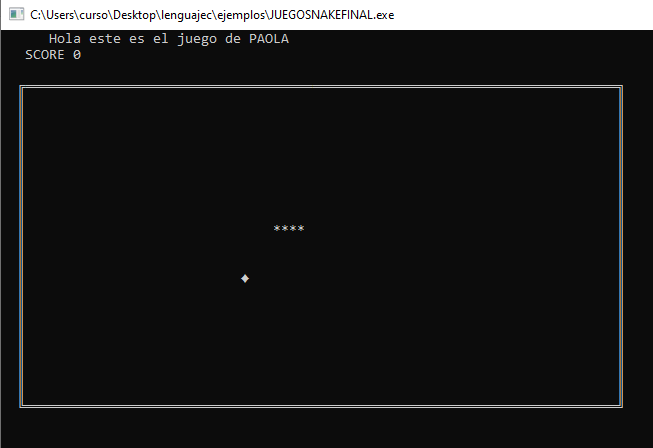 C:\Users\curso\Desktop\lenguajec\ejemplos\JUEGOSNAKEFINAL.exe
Hola este es el juego de PAOLA
SCORE 0
****
♦